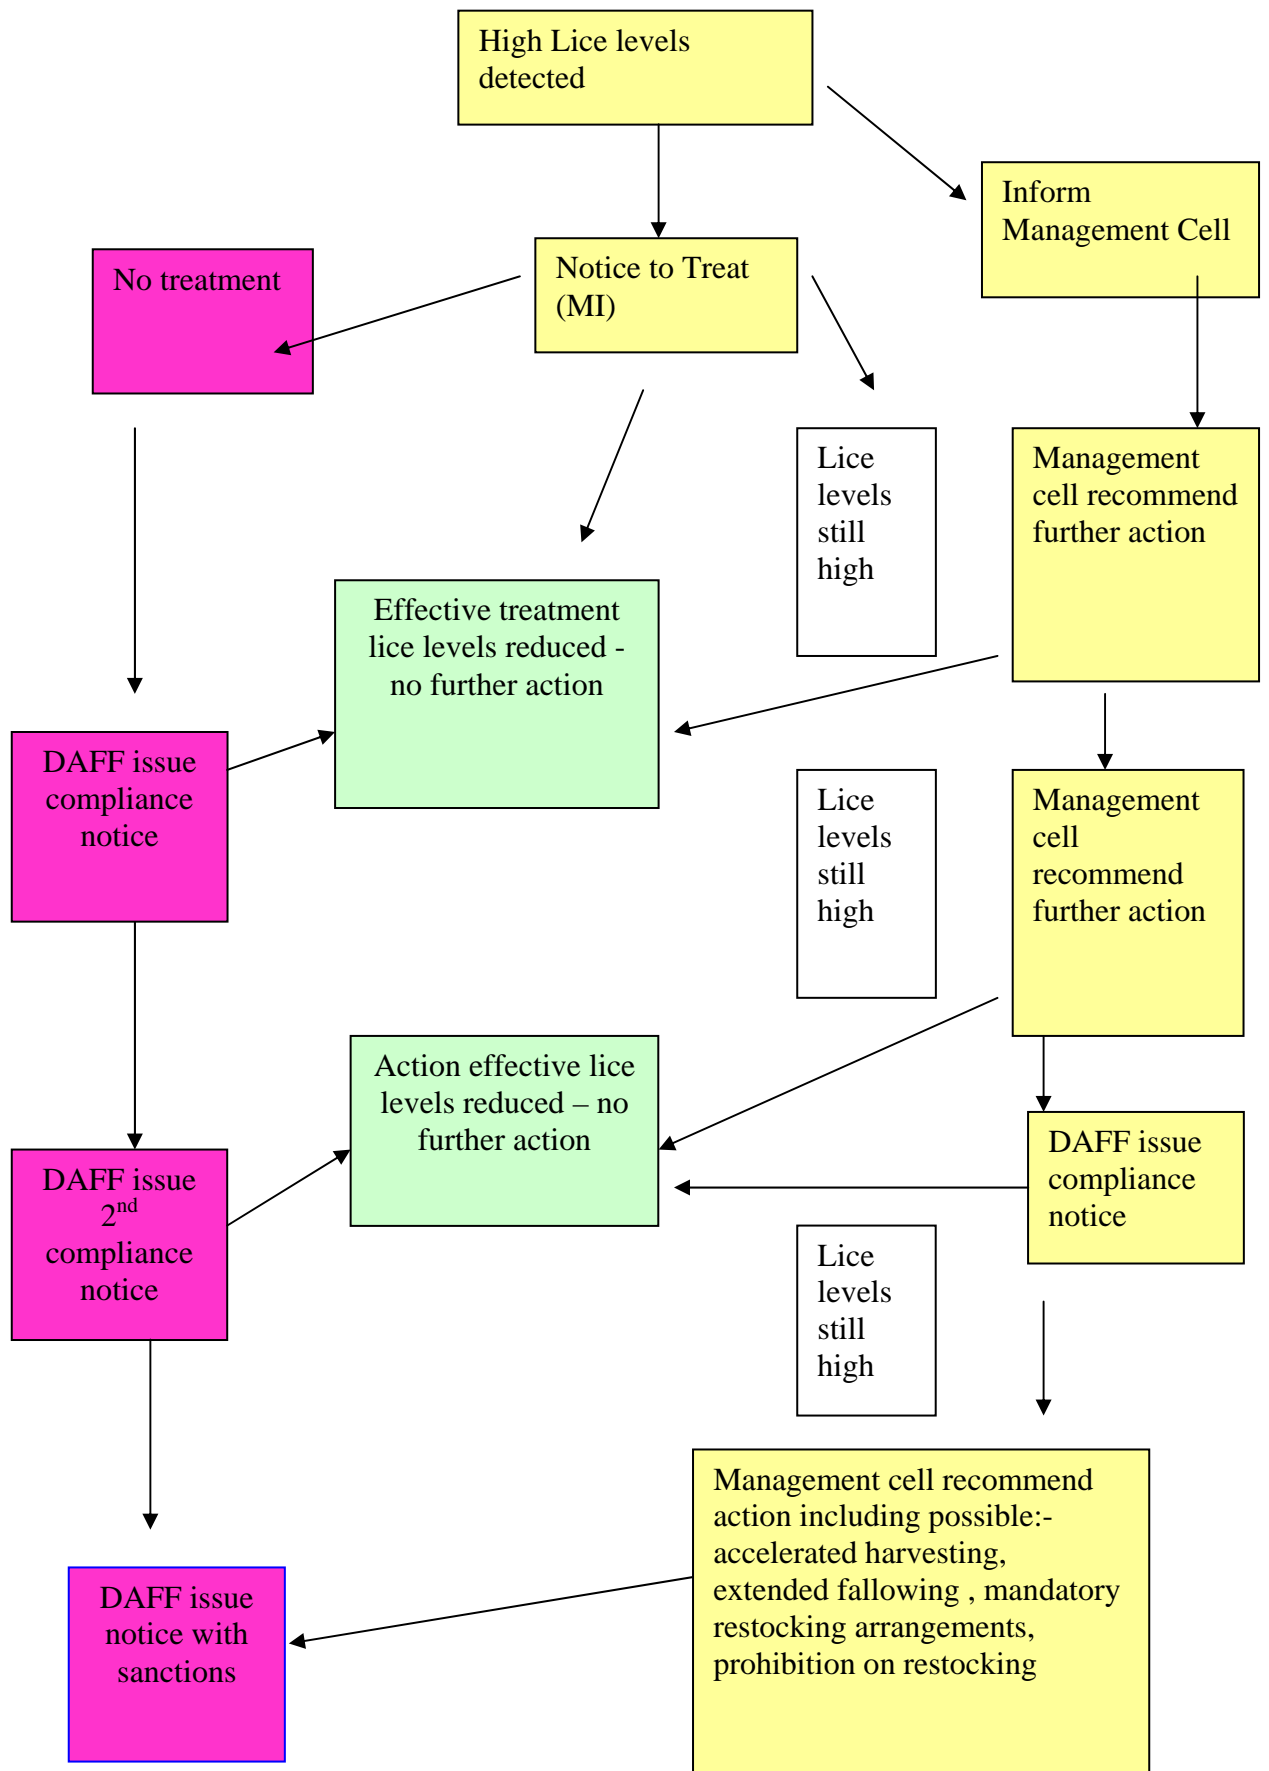 High Lice levels
detected
Inform
Management Cell
No treatment
Notice to Treat
(MI)
Lice
levels
still
high
Management
cell recommend
further action
Effective treatment
lice levels reduced -
no further action
DAFF issue
compliance
notice
Lice
levels
still
high
Management
cell
recommend
further action
Action effective lice
levels reduced – no
further action
DAFF issue
compliance
notice
DAFF issue
2nd
compliance
notice
Lice
levels
still
high
Management cell recommend
action including possible:-
accelerated harvesting,
extended fallowing , mandatory
restocking arrangements,
prohibition on restocking
DAFF issue
notice with
sanctions